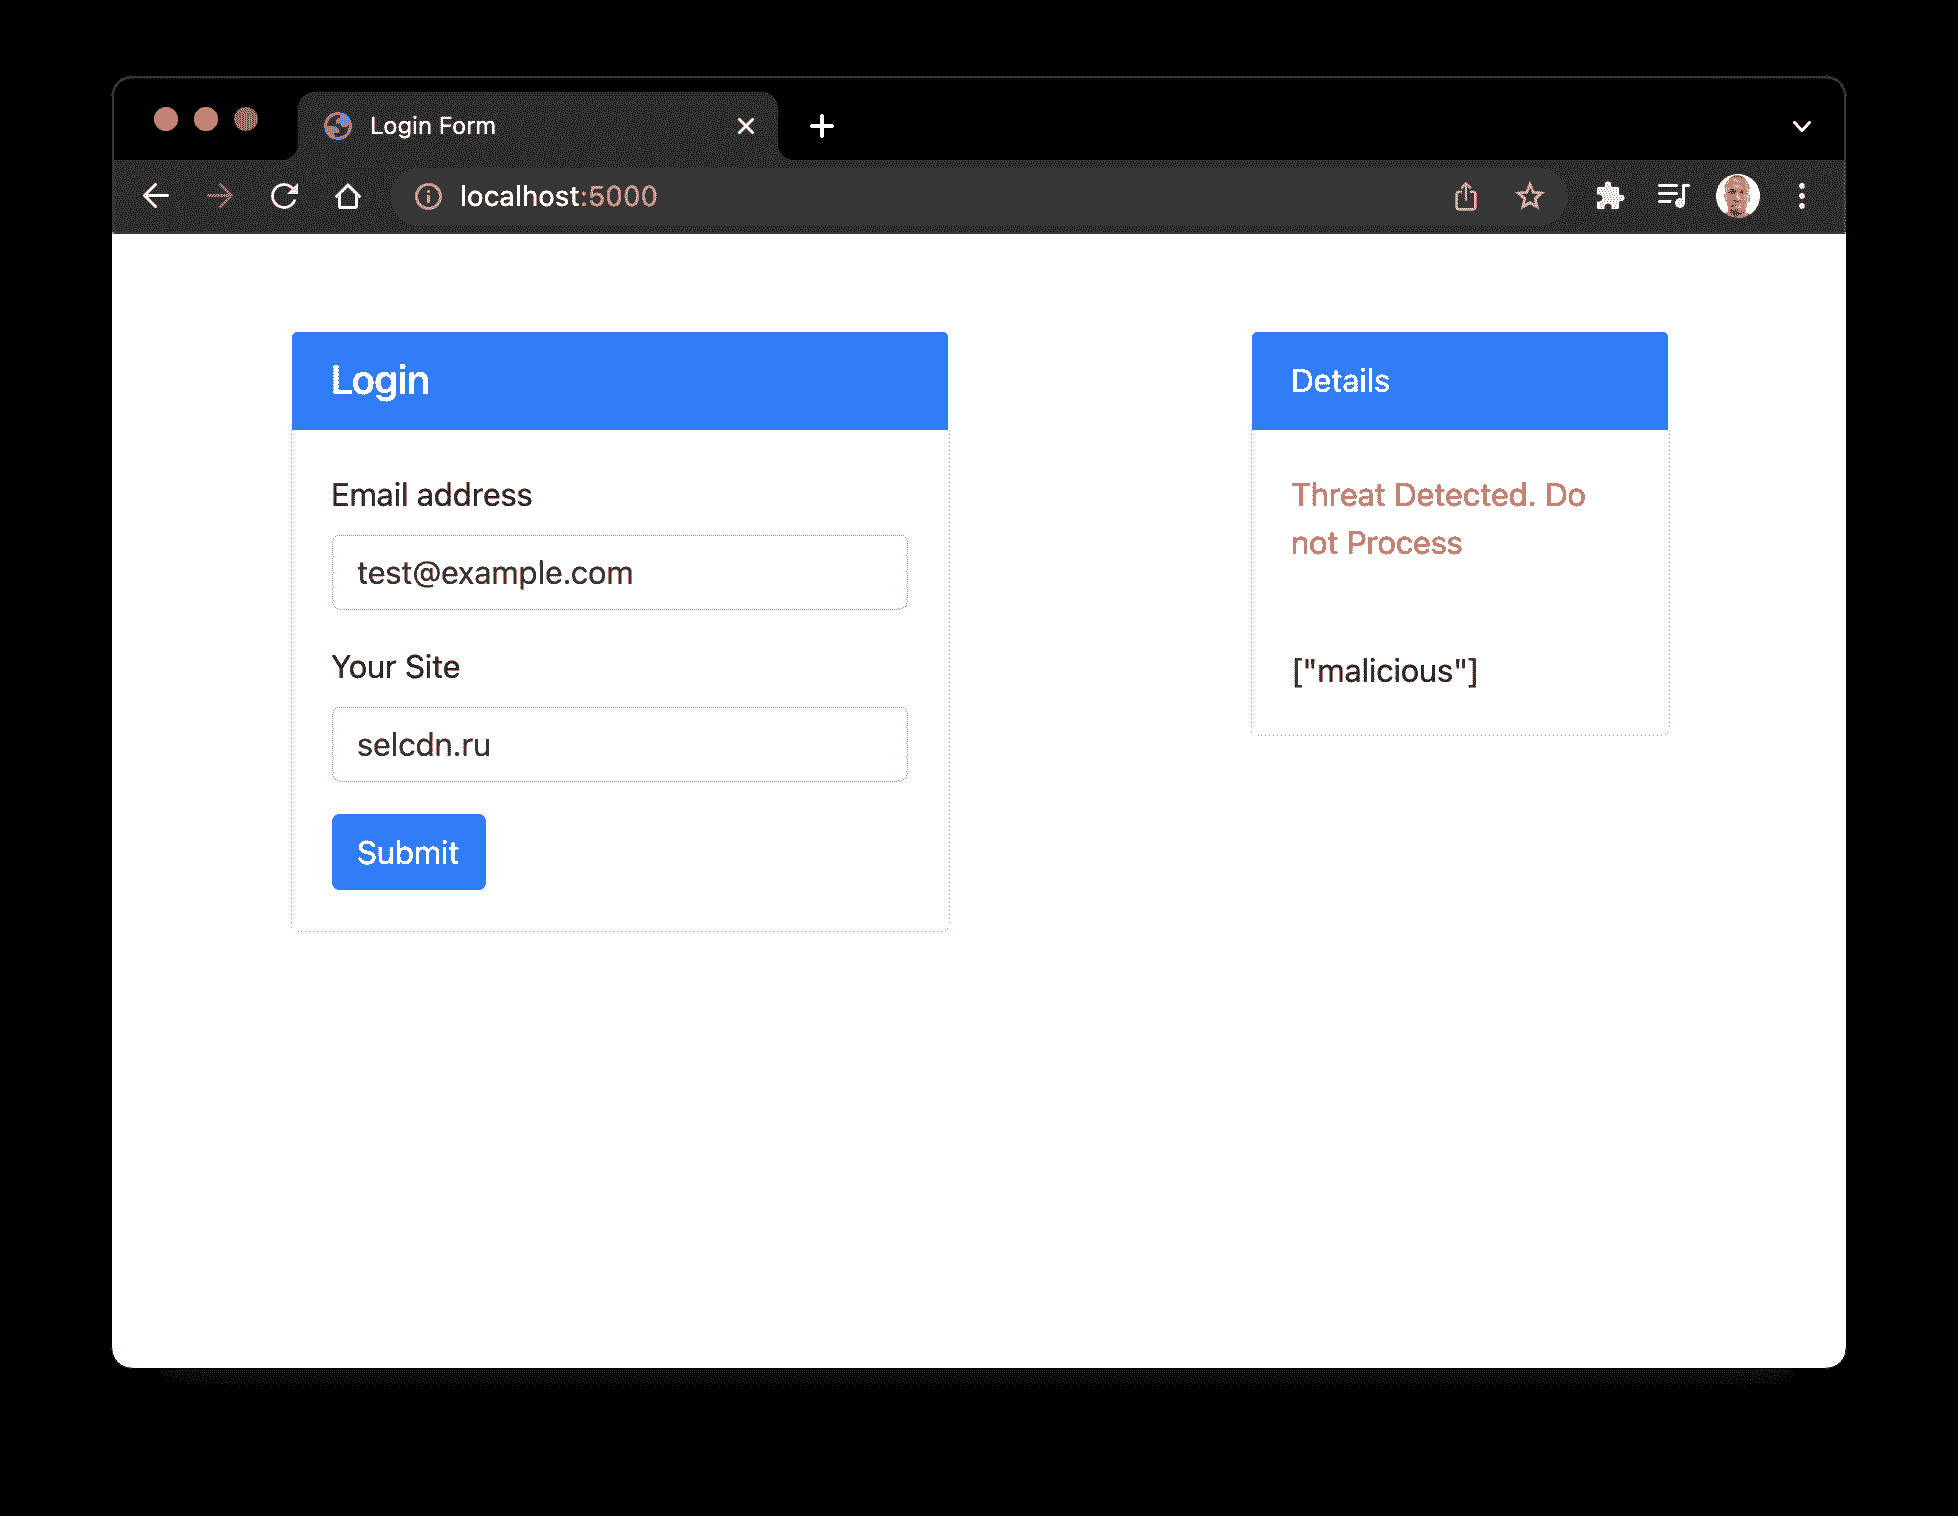 Login Form
localhost:5000
Login
Email address
test@example.com
Your Site
selcdn.ru
Submit
Details
Threat Detected. Do
not Process
["malicious"]